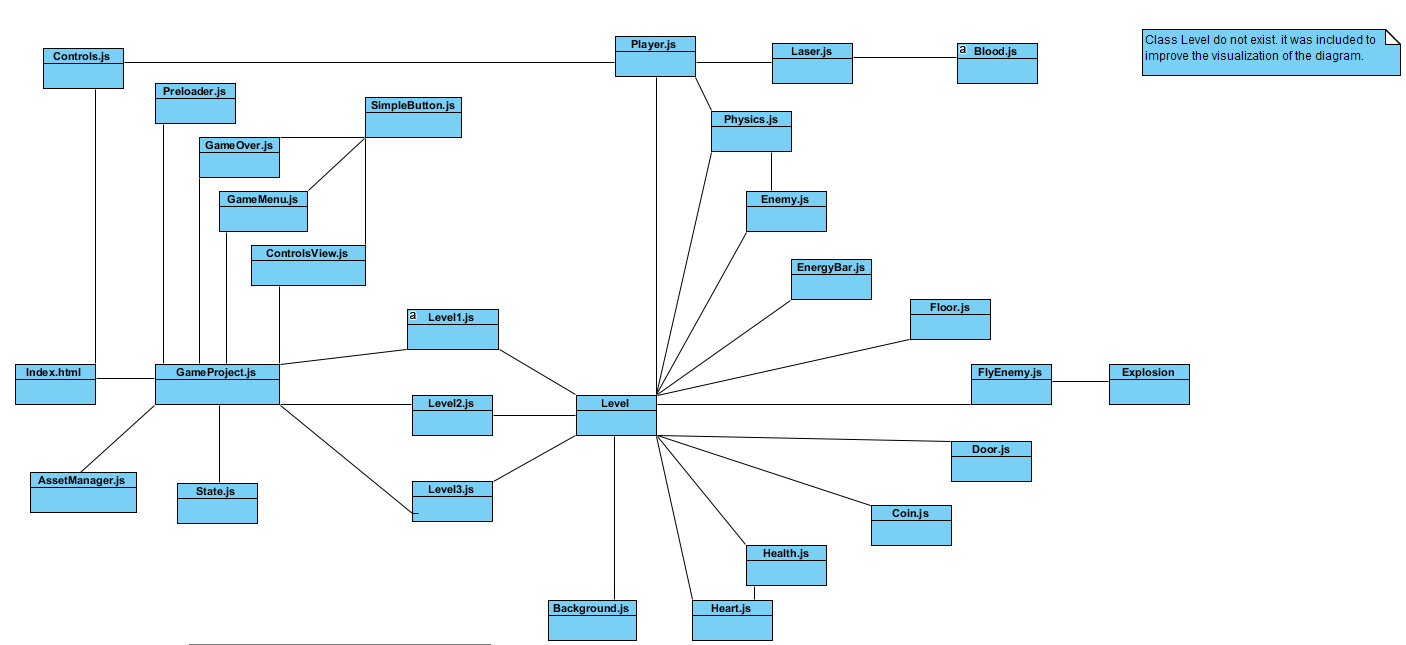 Controls.js
Player.js
Laser.js
a Blood.js
Class Level do not exist. it was included to
improve the visualization of the diagram.
Preloader.js
SimpleButton.js
Physics.js
GameOver.js
GameMenu.js
Enemy.js
ControlsView.js
EnergyBar.js
Floor.js
a Level1.js
Index.html
GameProject.js
FlyEnemy.js
Explosion
Level2.js
Level
Door.js
AssetManager.js
State.js
Level3.js
Coin.js
Health.js
Background.js
Heart.js